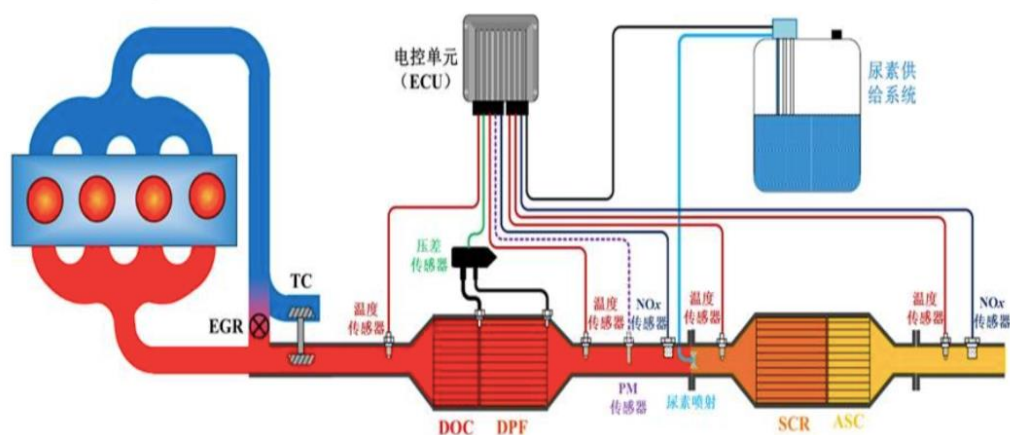 电控单元
（ECU）
尿素供
给系统
压差
传感器
TC
EGR
温度
传感器
温度
传感器
NOx
传感器
温度
传感器
温度
传感器
NOx
传感器
PM
传感器
尿素喷射
DOC
DPF
SCR
ASC